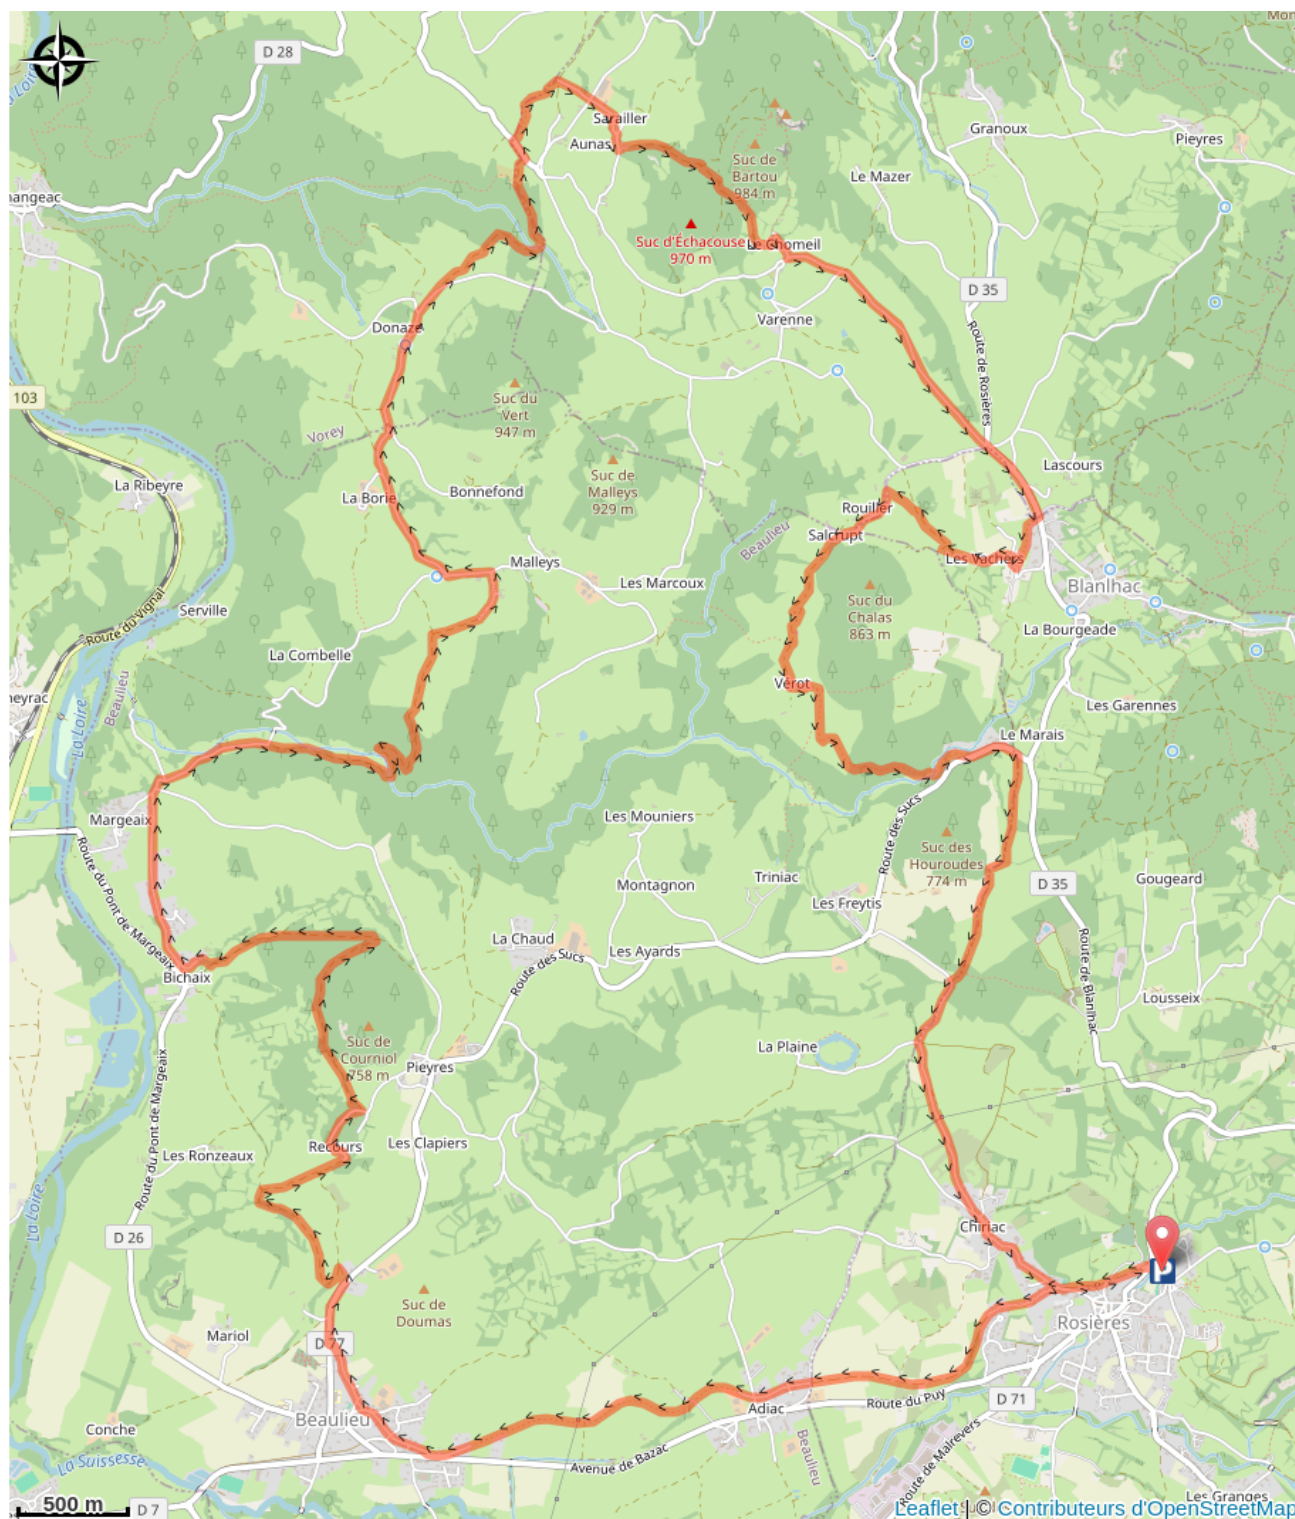 Mon
D 28
La Loire
Sarailler
Granoux
Aunas
Pieyres
Suc de
Bartou
984 m
Le Mazer
hangeac
Suc d'Échacouse
970 m
Le Chomeil
D 35
Varenne
Donaze
Route de Rosières
103
Suc du
Vert
947 m
Vorey
Suc de
Malleys
929 m
Lascours
La Ribeyre
La Borie
Bonnefond
Rouiller
Salcrupt
Beaulieu
Les Vachers
Malleys
Les Marcoux
Blanlhac
Serville
Route du Vignal
Suc du
Chalas
863 m
La Bourgeade
La Combelle
Vérot
heyrac
Beaulieu
La Loire
Les Garennes
Le Marais
Margeaix
Les Mouniers
Route des Sucs
Suc des
Houroudes
774 m
Route du Pont de Margeaix
Montagnon
Triniac
D 35
Gougeard
Les Freytis
La Chaud
Les Ayards
Route des Sucs
Bichaix
Route de Blanlhac
Lousseix
Suc de
Courniol
758 m
La Plaine
Pieyres
Route du Pont de Margeaix
Recours
Les Clapiers
Les Ronzeaux
La Loire
D 26
Chiriac
P
Suc de
Doumas
Rosières
Mariol
D 77
Adiac
Route du Puy
D 71
Beaulieu
Conche
La Suissesse
Avenue de Bazac
Beaulieu
Route de Malrevers
Les Granges
500 m
D 7
Leaflet | © Contributeurs d'OpenStreetMap